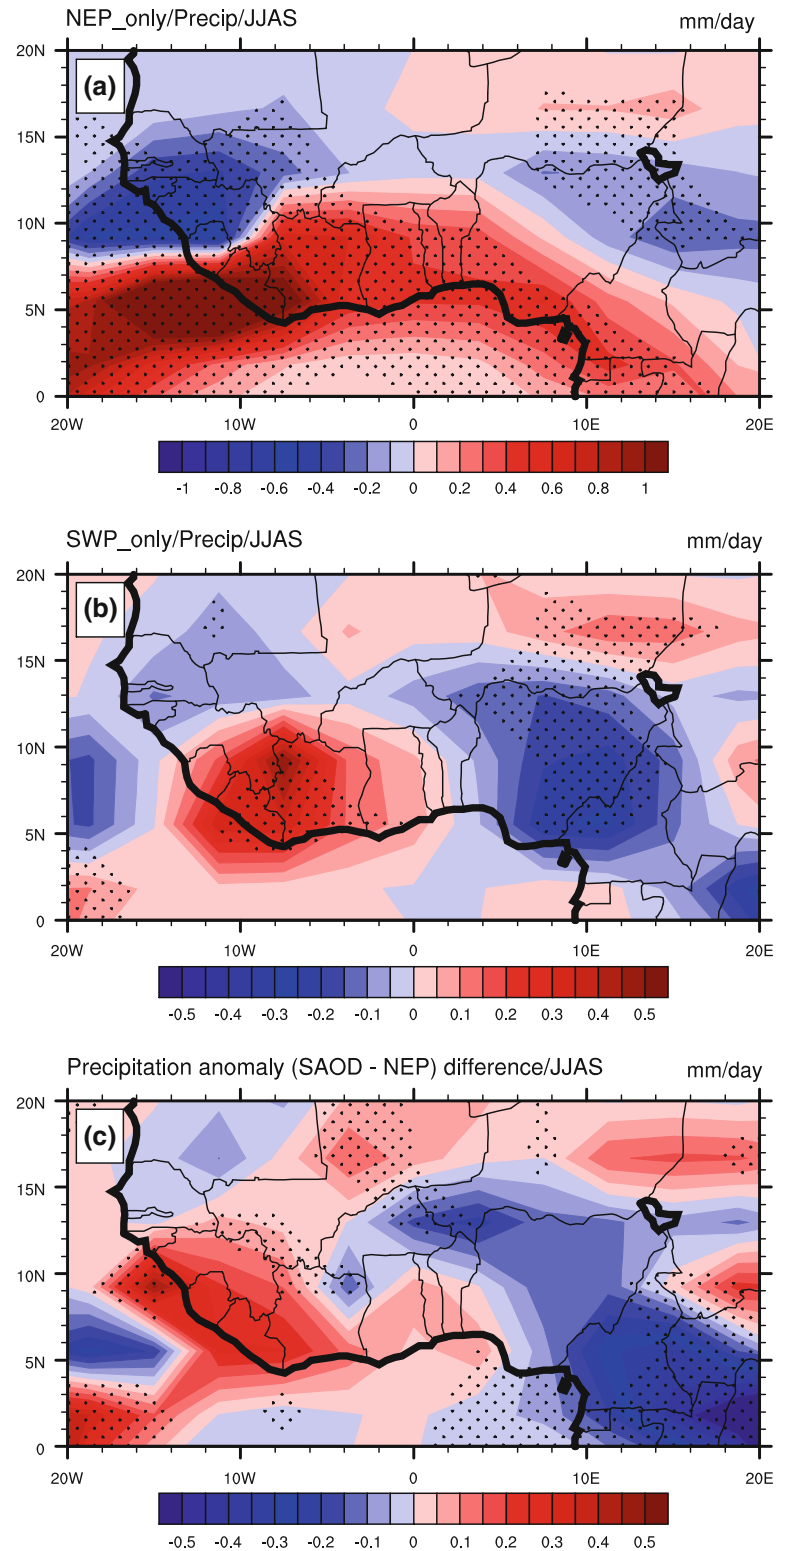 NEP_only/Precip/JJAS mm/day
(a)
20N
15N
10N
5N
0
20W 10W 0 10E 20E
-1 -0.8 -0.6 -0.4 -0.2 0 0.2 0.4 0.6 0.8 1
SWP_only/Precip/JJAS mm/day
(b)
20N
15N
10N
5N
0
20W 10W 0 10E 20E
-0.5 -0.4 -0.3 -0.2 -0.1 0 0.1 0.2 0.3 0.4 0.5
Precipitation anomaly (SAOD - NEP) difference/JJAS mm/day
(c)
20N
15N
10N
5N
0
20W 10W 0 10E 20E
-0.5 -0.4 -0.3 -0.2 -0.1 0 0.1 0.2 0.3 0.4 0.5